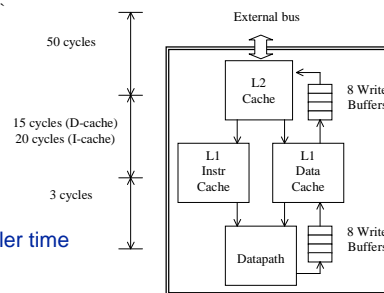 External bus
50 cycles
L2
Cache
8 Write
Buffers
15 cycles (D-cache)
20 cycles (I-cache)
L1
Instr
Cache
L1
Data
Cache
3 cycles
ler time
Datapath
8 Write
Buffers